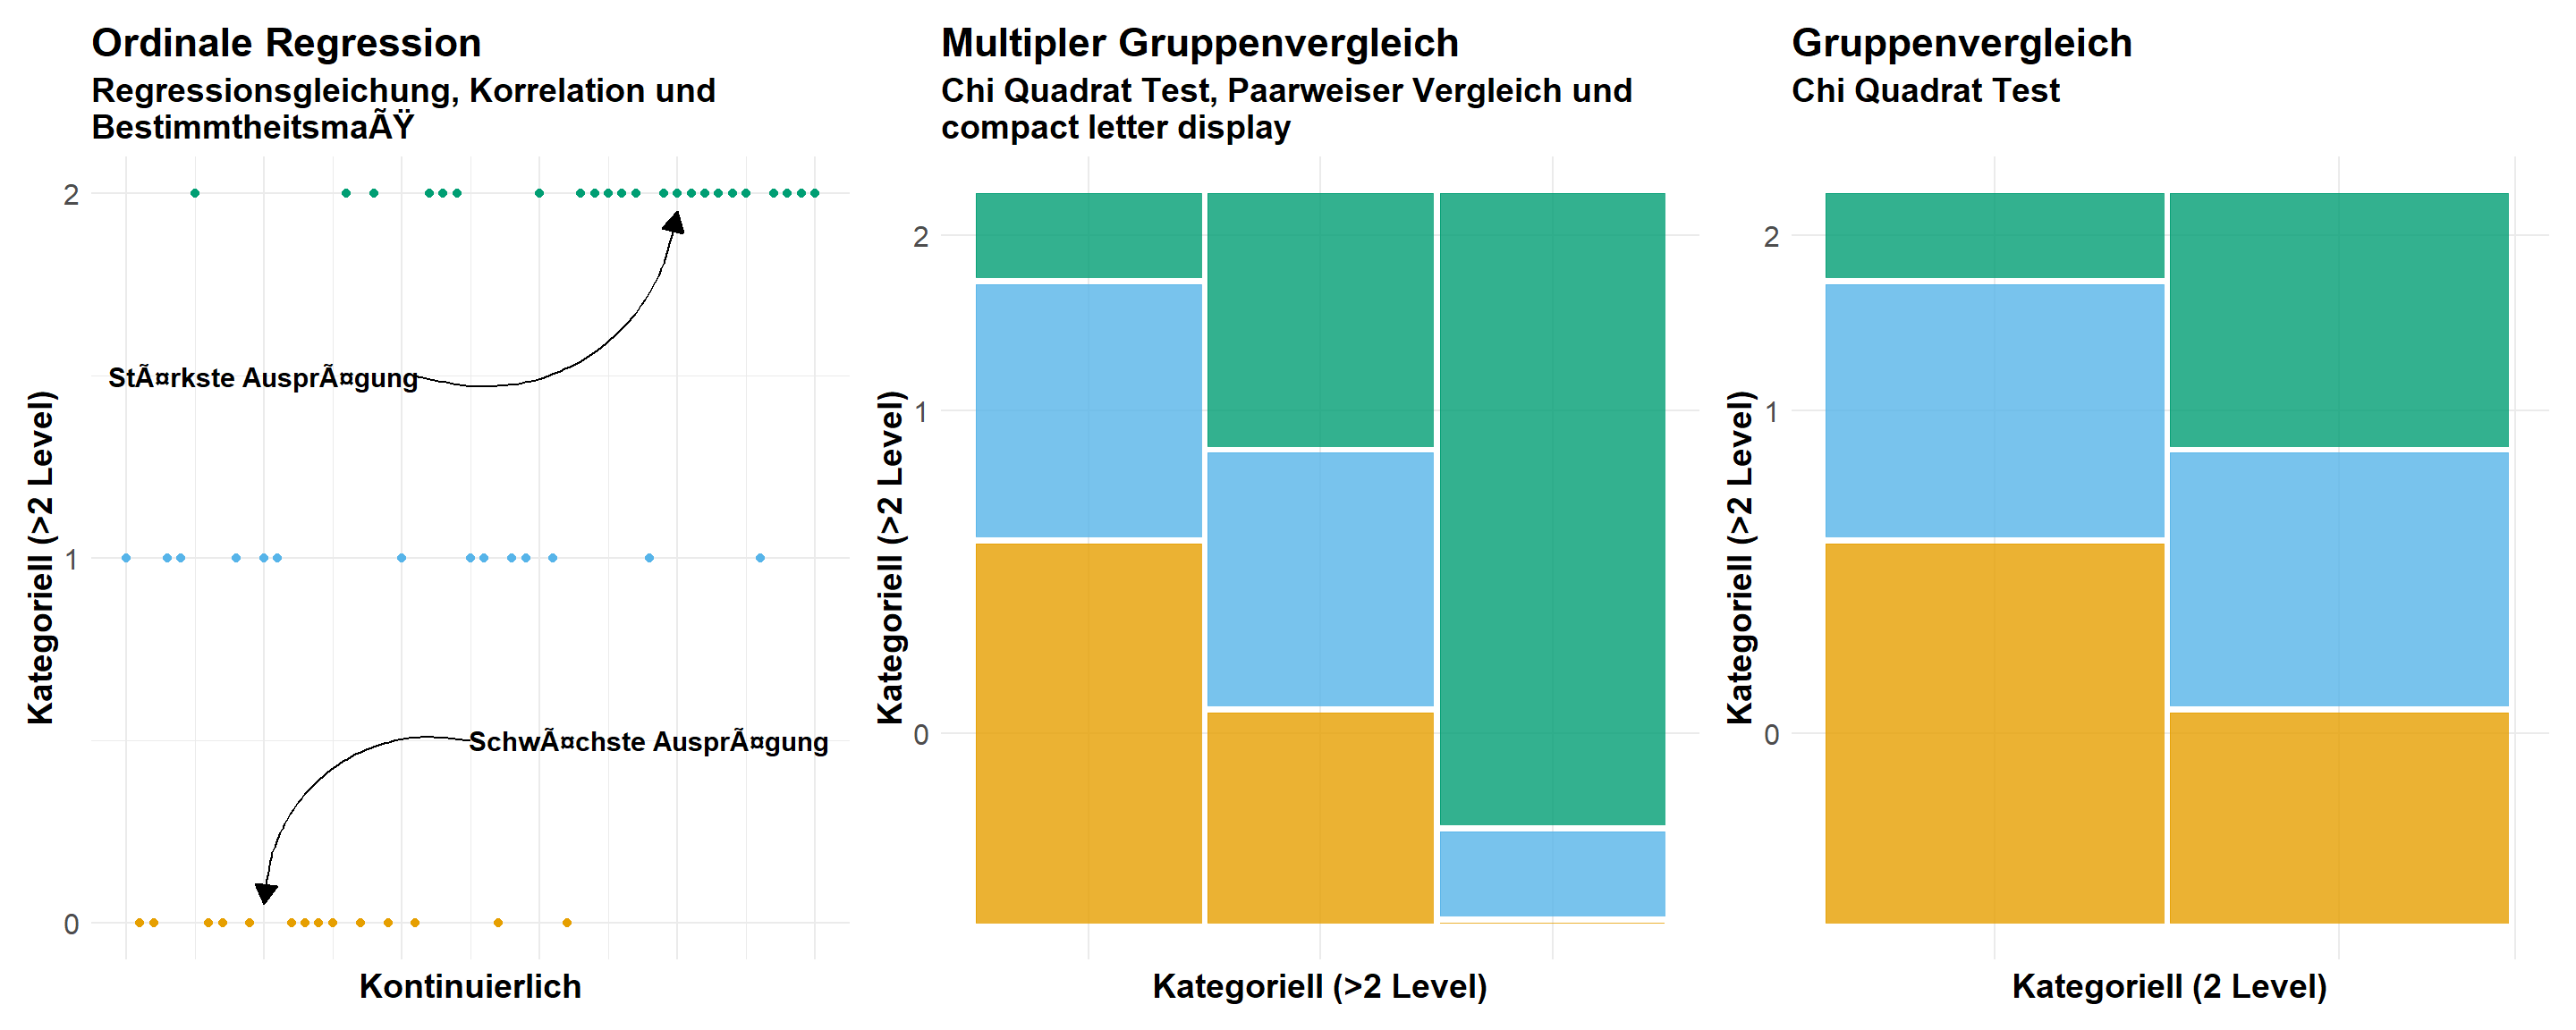 Ordinale Regression
Regressionsgleichung, Korrelation und
BestimmtheitsmaÃŸ
2
StÃ¤rkste AusprÃ¤gung
1
SchwÃ¤chste AusprÃ¤gung
0
Kategoriell (>2 Level)
Kontinuierlich
Multipler Gruppenvergleich
Chi Quadrat Test, Paarweiser Vergleich und
compact letter display
2
1
0
Kategoriell (>2 Level)
Kategoriell (>2 Level)
Gruppenvergleich
Chi Quadrat Test
2
1
0
Kategoriell (>2 Level)
Kategoriell (2 Level)